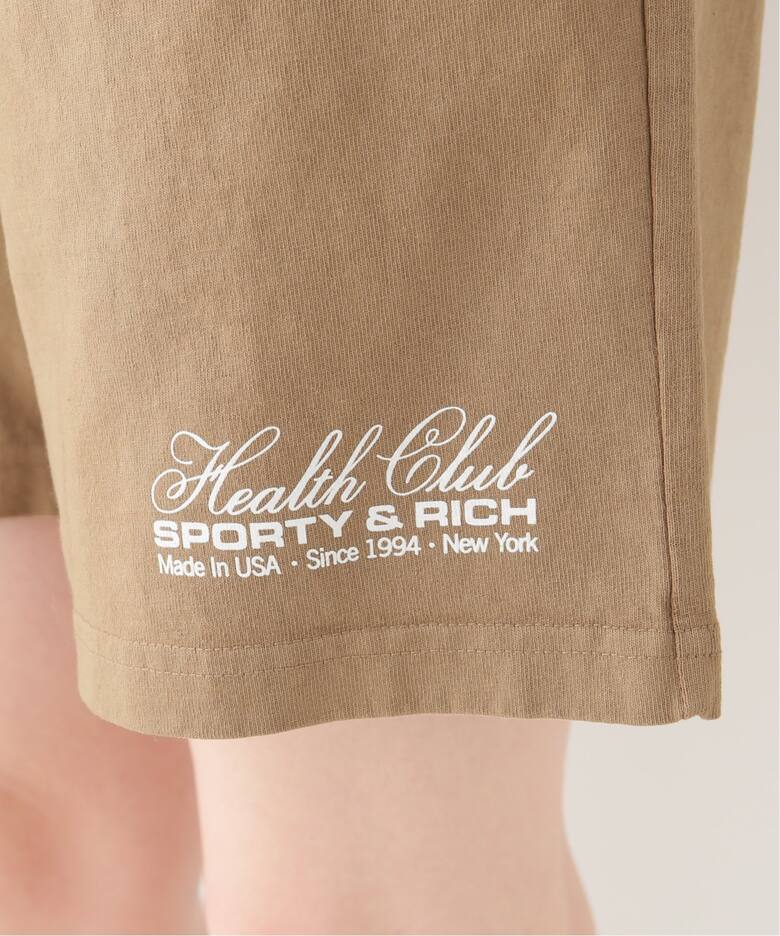 Health Club
SPORTY & RICH
Made In USA · Since 1994 · New York